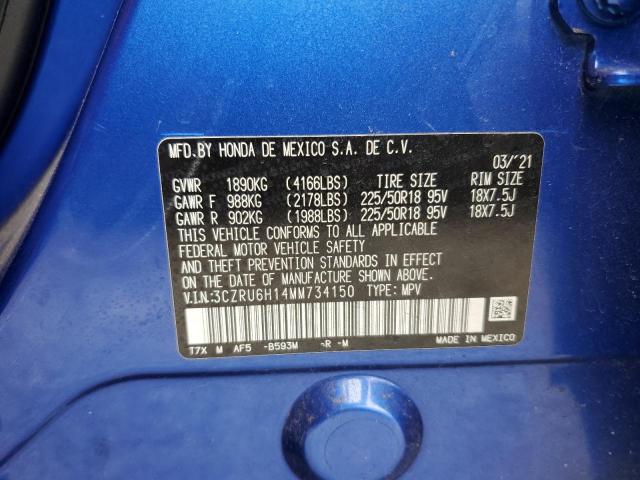 MFD.BY HONDA DE MEXICO S.A. DE C.V.
03/'21
GVWR 1890KG (4166LBS) TIRE SIZE RIM SIZE
GAWR F 988KG (2178LBS) 225/50R18 95V 18X7.5J
GAWR R 902KG (1988LBS) 225/50R18 95V 18X7.5J
THIS VEHICLE CONFORMS TO ALL APPLICABLE
FEDERAL MOTOR VEHICLE SAFETY
AND THEFT PREVENTION STANDARDS IN EFFECT
ON THE DATE OF MANUFACTURE SHOWN ABOVE.
V.I.N:3CZRU6H14MM734150 TYPE: MPV
T7X M AF5 -B593M -R -M
MADE IN MEXICO